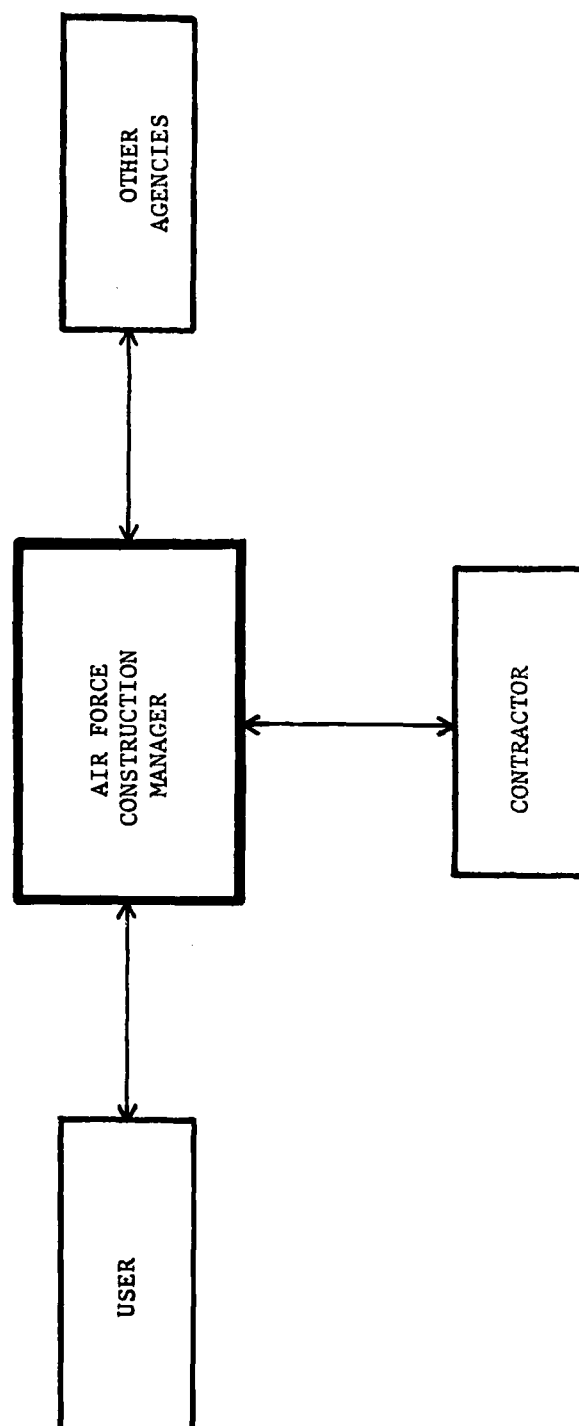 USER
AIR FORCE
CONSTRUCTION
MANAGER
OTHER
AGENCIES
CONTRACTOR